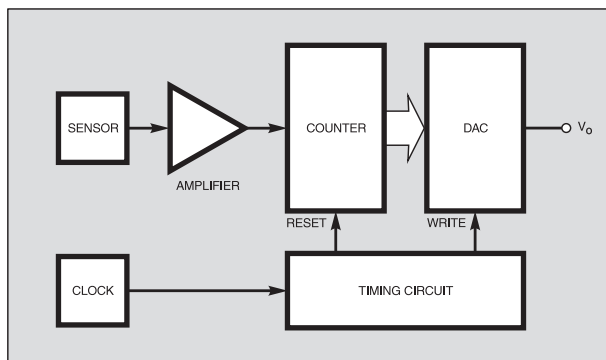 SENSOR
AMPLIFIER
COUNTER
DAC
Vo
RESET
WRITE
CLOCK
TIMING CIRCUIT